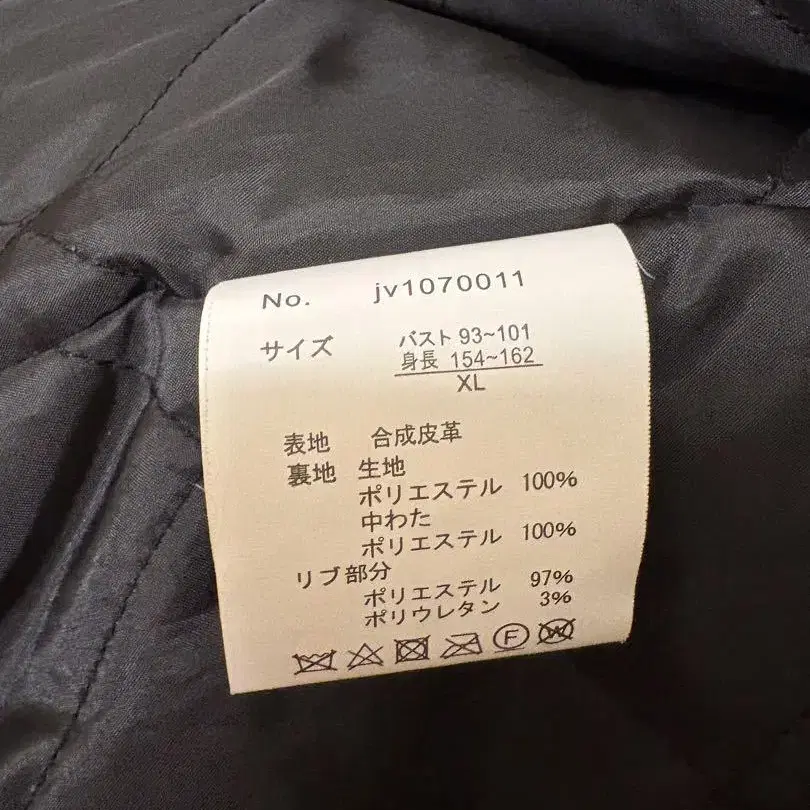 No. jv1070011
サイズ バスト 93~101
身長 154~162
XL
表地 合成皮革
裏地 生地
ポリエステル 100%
中わた
ポリエステル 100%
リブ部分
ポリエステル 97%
ポリウレタン 3%
F W